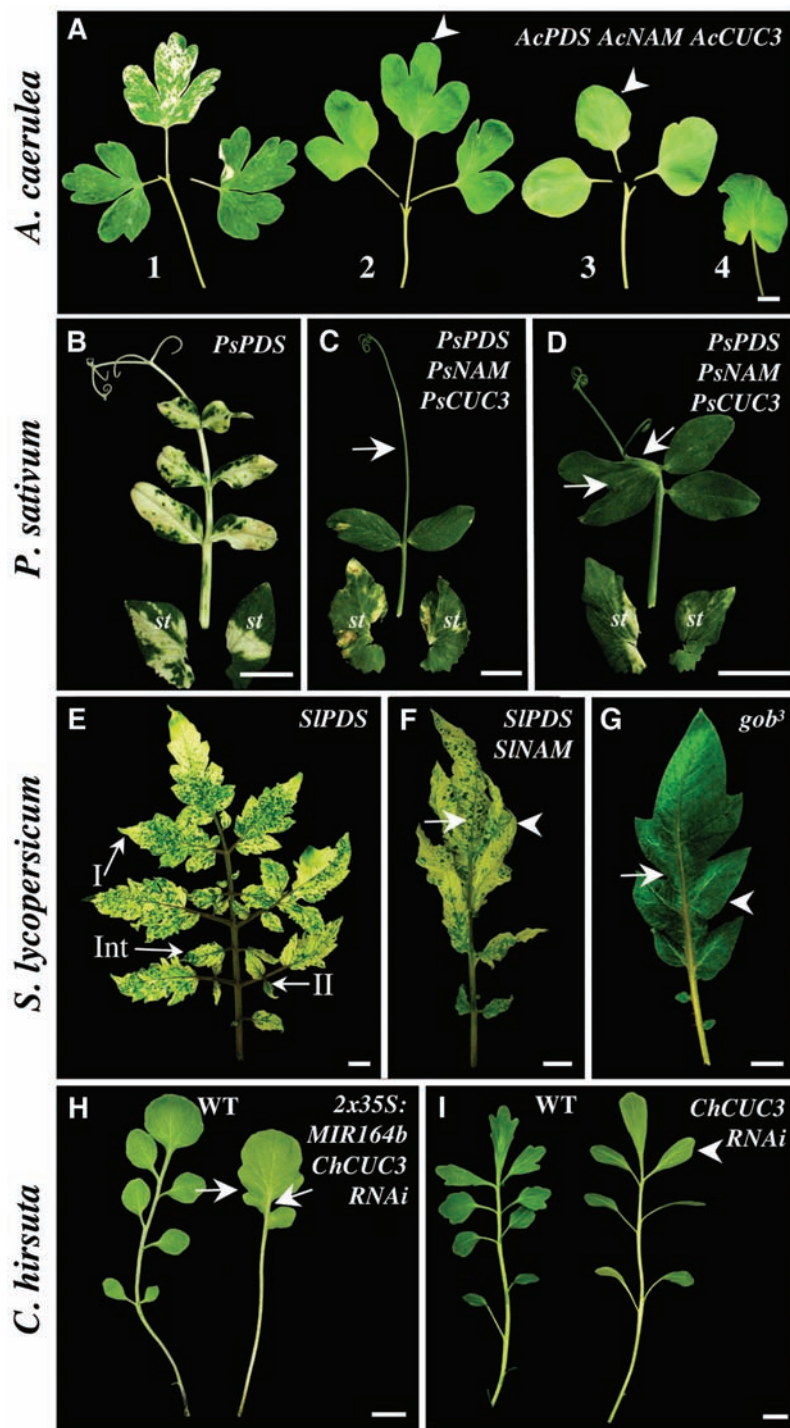 A. caerulea
A
AcPDS AcNAM AcCUC3
1
2
3
4
P. sativum
B
PsPDS
st
st
C
PsPDS
PsNAM
PsCUC3
st
st
D
PsPDS
PsNAM
PsCUC3
st
st
S. lycopersicum
E
SlPDS
I
Int
II
F
SlPDS
SlNAM
G
gob³
C. hirsuta
H
WT
2x35S:
MIR164b
ChCUC3
RNAi
I
WT
ChCUC3
RNAi